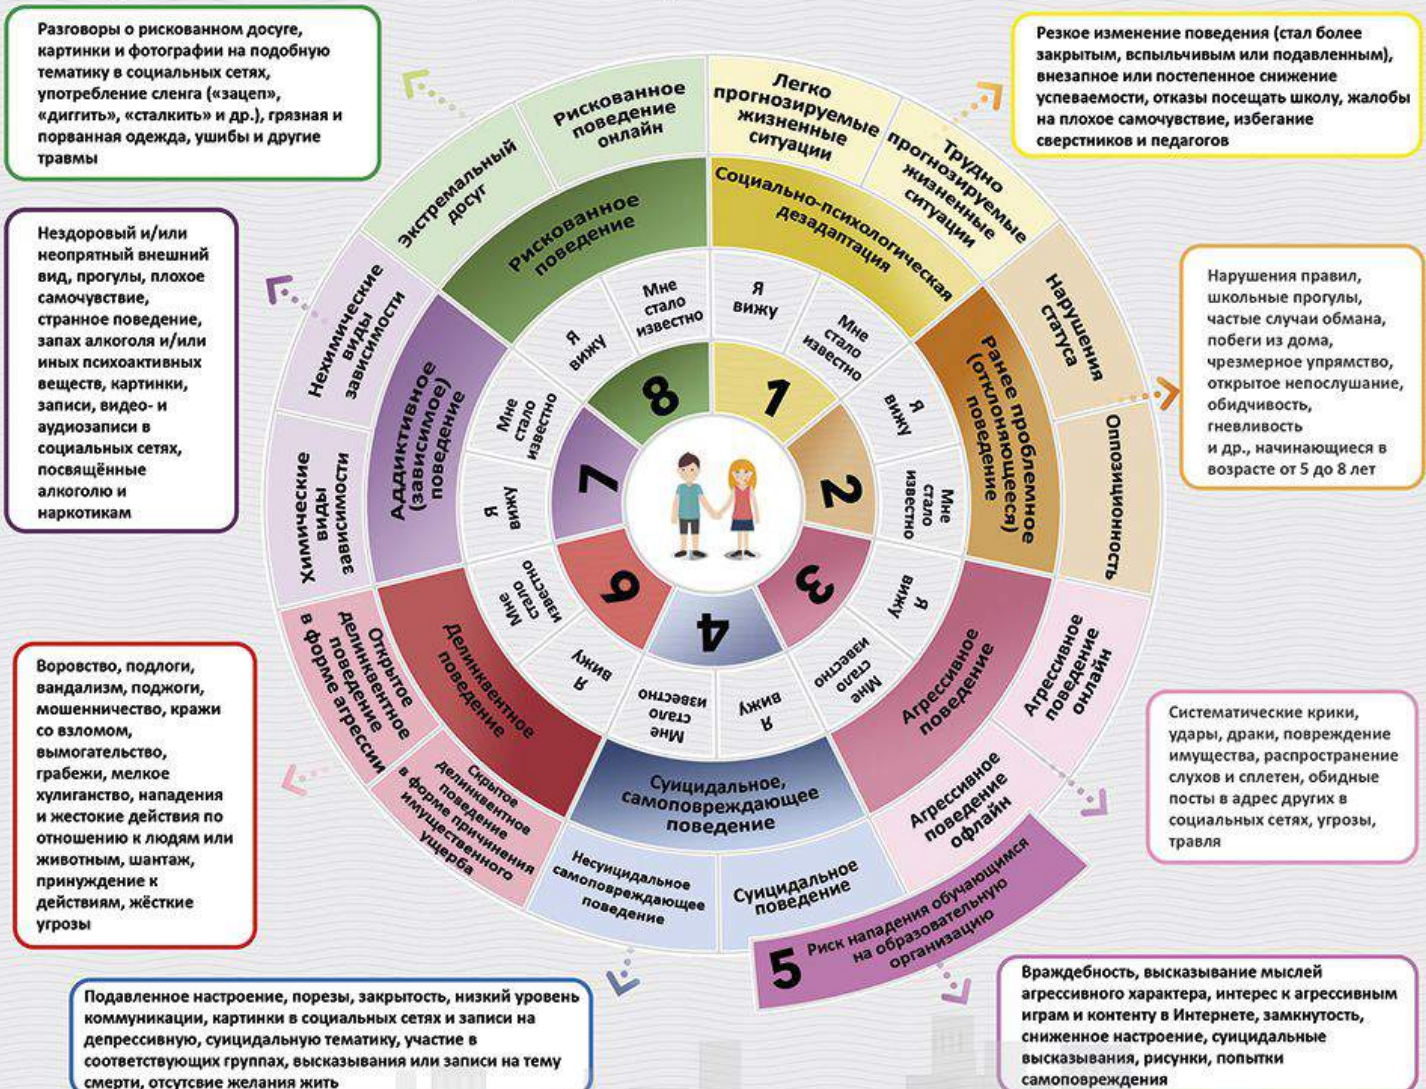 Разговоры о рискованном досуге,
картинки и фотографии на подобную
тематику в социальных сетях,
употребление сленга («зацеп»,
«диггить», «сталкить» и др.), грязная и
порванная одежда, ушибы и другие
травмы
Резкое изменение поведения (стал более
закрытым, вспыльчивым или подавленным),
внезапное или постепенное снижение
успеваемости, отказы посещать школу, жалобы
на плохое самочувствие, избегание
сверстников и педагогов
Нездоровый и/или
неопрятный внешний
вид, прогулы, плохое
самочувствие,
странное поведение,
запах алкоголя и/или
иных психоактивных
веществ, картинки,
записи, видео- и
аудиозаписи в
социальных сетях,
посвящённые
алкоголю и
наркотикам
Нарушения правил,
школьные прогулы,
частые случаи обмана,
побеги из дома,
чрезмерное упрямство,
открытое непослушание,
обидчивость,
гневливость
и др., начинающиеся в
возрасте от 5 до 8 лет
Легко
прогнозируемые
жизненные
ситуации
Трудно
прогнозируемые
жизненные
ситуации
Социально-психологическая
дезадаптация
Я
вижу
Мне
стало
известно
1
Нарушения
статуса
Оппозиционность
Ранее проблемное
(отклоняющееся)
поведение
Я
вижу
Мне
стало
известно
2
Агрессивное
поведение
онлайн
Агрессивное
поведение
офлайн
Агрессивное
поведение
Я
вижу
Мне
стало
известно
3
Суицидальное
поведение
Несуицидальное
самоповреждающее
поведение
Суицидальное,
самоповреждающее
поведение
Я
вижу
Мне
стало
известно
4
5
Риск нападения обучающимся
на образовательную
организацию
Скрытое
делинквентное
поведение
в форме причинения
имущественного
ущерба
Открытое
делинквентное
поведение
в форме агрессии
Делинквентное
поведение
Я
вижу
Мне
стало
известно
6
Химические
виды
зависимости
Нехимические
виды
зависимости
Аддиктивное
(зависимое)
поведение
Я
вижу
Мне
стало
известно
7
Экстремальный
досуг
Рискованное
поведение
онлайн
Рискованное
поведение
Я
вижу
Мне
стало
известно
8
Воровство, подлоги,
вандализм, поджоги,
мошенничество, кражи
со взломом,
вымогательство,
грабежи, мелкое
хулиганство, нападения
и жестокие действия по
отношению к людям или
животным, шантаж,
принуждение к
действиям, жёсткие
угрозы
Систематические крики,
удары, драки, повреждение
имущества, распространение
слухов и сплетен, обидные
посты в адрес других в
социальных сетях, угрозы,
травля
Подавленное настроение, порезы, закрытость, низкий уровень
коммуникации, картинки в социальных сетях и записи на
депрессивную, суицидальную тематику, участие в
соответствующих группах, высказывания или записи на тему
смерти, отсутсвие желания жить
Враждебность, высказывание мыслей
агрессивного характера, интерес к агрессивным
играм и контенту в Интернете, замкнутость,
сниженное настроение, суицидальные
высказывания, рисунки, попытки
самоповреждения